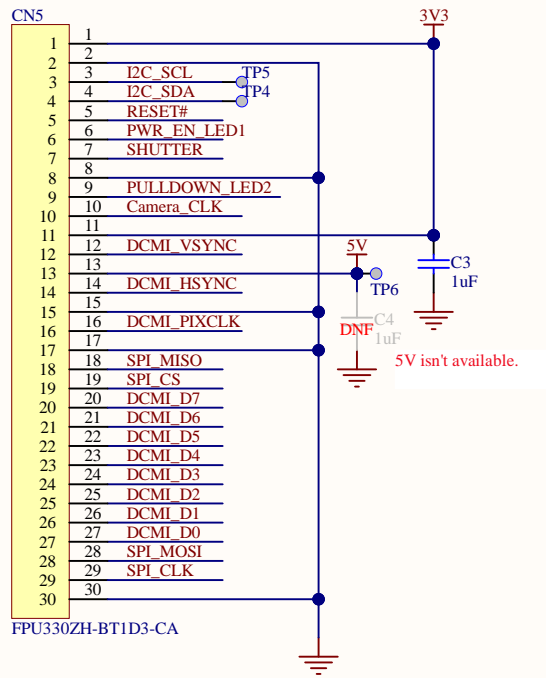 CN5
3V3
1 1
2 2
3 3 I2C_SCL TP5
4 4 I2C_SDA TP4
5 5 RESET#
6 6 PWR_EN_LED1
7 7 SHUTTER
8 8
9 9 PULLDOWN_LED2
10 10 Camera_CLK
11 11
12 12 DCMI_VSYNC 5V C3
13 13 1uF
14 14 DCMI_HSYNC TP6
15 15
16 16 DCMI_PIXCLK DNF C4
1uF
17 17
18 18 SPI_MISO 5V isn't available.
19 19 SPI_CS
20 20 DCMI_D7
21 21 DCMI_D6
22 22 DCMI_D5
23 23 DCMI_D4
24 24 DCMI_D3
25 25 DCMI_D2
26 26 DCMI_D1
27 27 DCMI_D0
28 28 SPI_MOSI
29 29 SPI_CLK
30 30
FPU330ZH-BT1D3-CA